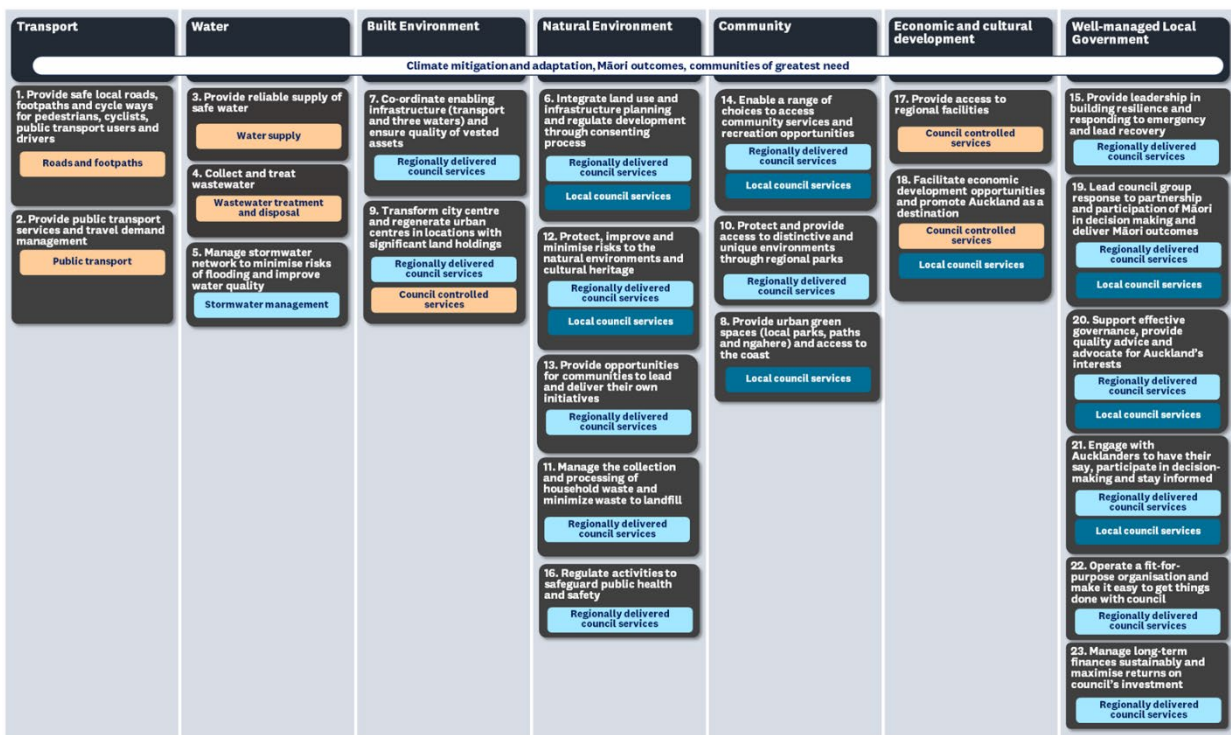 Transport
Water
Built Environment
Natural Environment
Community
Economic and cultural
development
Well-managed Local
Government
Climate mitigation and adaptation, Māori outcomes, communities of greatest need
1. Provide safe local roads,
footpaths and cycle ways
for pedestrians, cyclists,
public transport users and
drivers
Roads and footpaths
2. Provide public transport
services and travel demand
management
Public transport
3. Provide reliable supply of
safe water
Water supply
4. Collect and treat
wastewater
Wastewater treatment
and disposal
5. Manage stormwater
network to minimise risks
of flooding and improve
water quality
Stormwater management
7. Co-ordinate enabling
infrastructure (transport
and three waters) and
ensure quality of vested
assets
Regionally delivered
council services
9. Transform city centre
and regenerate urban
centres in locations with
significant land holdings
Regionally delivered
council services
Council controlled
services
6. Integrate land use and
infrastructure planning
and regulate development
through consenting
process
Regionally delivered
council services
Local council services
12. Protect, improve and
minimise risks to the
natural environments and
cultural heritage
Regionally delivered
council services
Local council services
13. Provide opportunities
for communities to lead
and deliver their own
initiatives
Regionally delivered
council services
11. Manage the collection
and processing of
household waste and
minimize waste to landfill
Regionally delivered
council services
16. Regulate activities to
safeguard public health
and safety
Regionally delivered
council services
14. Enable a range of
choices to access
community services and
recreation opportunities
Regionally delivered
council services
Local council services
10. Protect and provide
access to distinctive and
unique environments
through regional parks
Regionally delivered
council services
8. Provide urban green
spaces (local parks, paths
and ngahere) and access to
the coast
Local council services
17. Provide access to
regional facilities
Council controlled
services
18. Facilitate economic
development opportunities
and promote Auckland as a
destination
Council controlled
services
Local council services
15. Provide leadership in
building resilience and
responding to emergency
and lead recovery
Regionally delivered
council services
19. Lead council group
response to partnership
and participation of Māori
in decision making and
deliver Māori outcomes
Regionally delivered
council services
Local council services
20. Support effective
governance, provide
quality advice and
advocate for Auckland's
interests
Regionally delivered
council services
Local council services
21. Engage with
Aucklanders to have their
say, participate in decision-
making and stay informed
Regionally delivered
council services
Local council services
22. Operate a fit-for-
purpose organisation and
make it easy to get things
done with council
Regionally delivered
council services
23. Manage long-term
finances sustainably and
maximise returns on
council's investment
Regionally delivered
council services